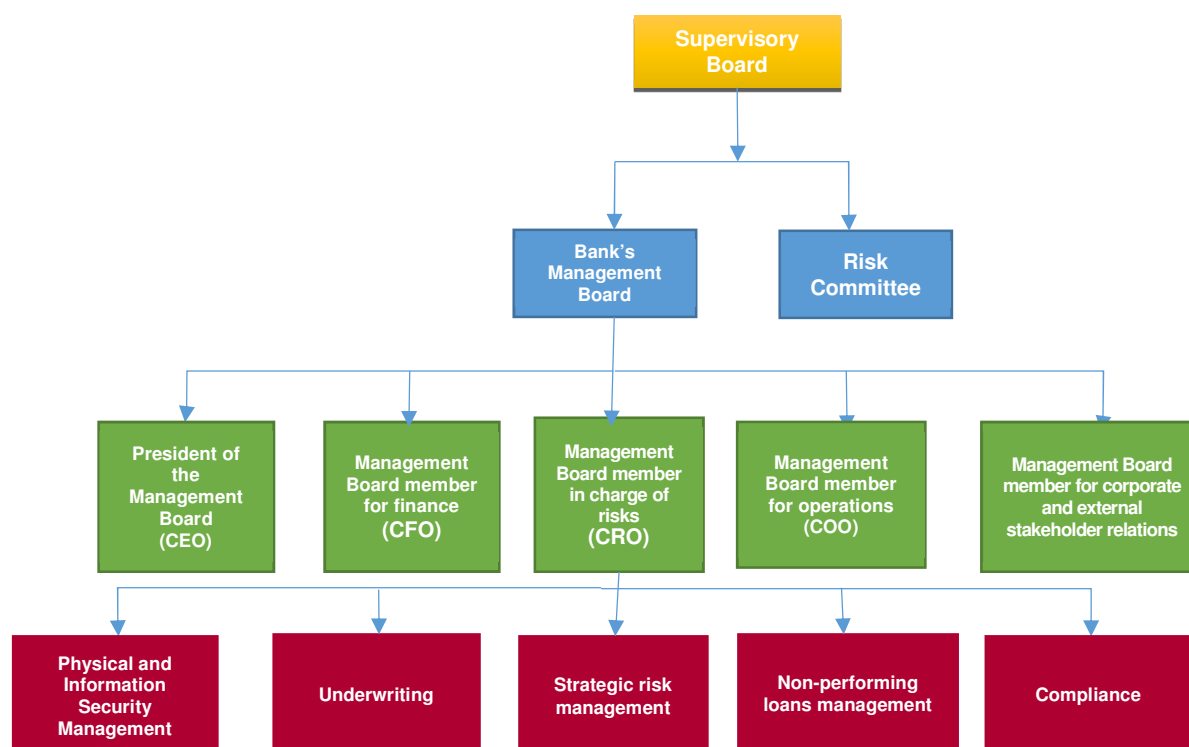 Supervisory
Board
Bank’s
Management
Board
Risk
Committee
President of
the
Management
Board
(CEO)
Management
Board member
for finance
(CFO)
Management
Board member
in charge of
risks
(CRO)
Management
Board member
for operations
(COO)
Management Board
member for corporate
and external
stakeholder relations
Physical and
Information
Security
Management
Underwriting
Strategic risk
management
Non-performing
loans management
Compliance